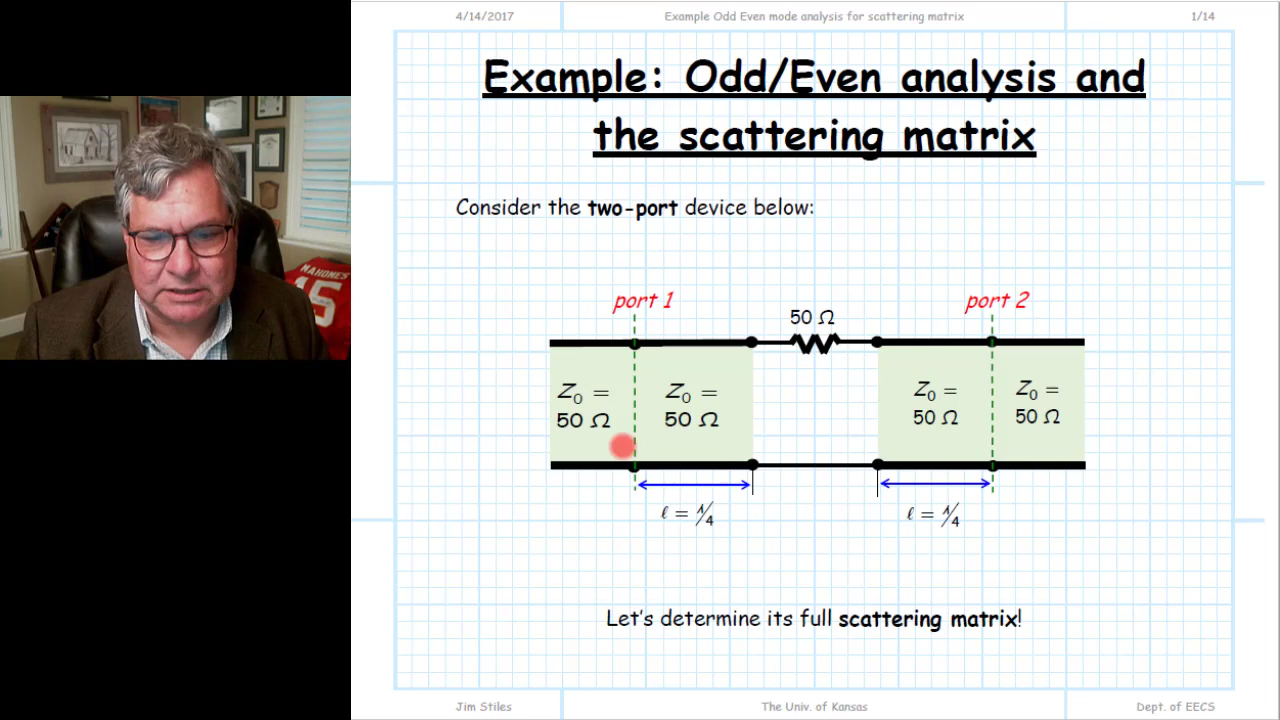 4/14/2017 Example Odd Even mode analysis for scattering matrix 1/14
Example: Odd/Even analysis and
the scattering matrix
Consider the two-port device below:
port 1 port 2
50 Ω
Z₀ = Z₀ = Z₀ = Z₀ =
50 Ω 50 Ω 50 Ω 50 Ω
ℓ = λ/4 ℓ = λ/4
Let's determine its full scattering matrix!
MAHOMES
15
Jim Stiles The Univ. of Kansas Dept. of EECS